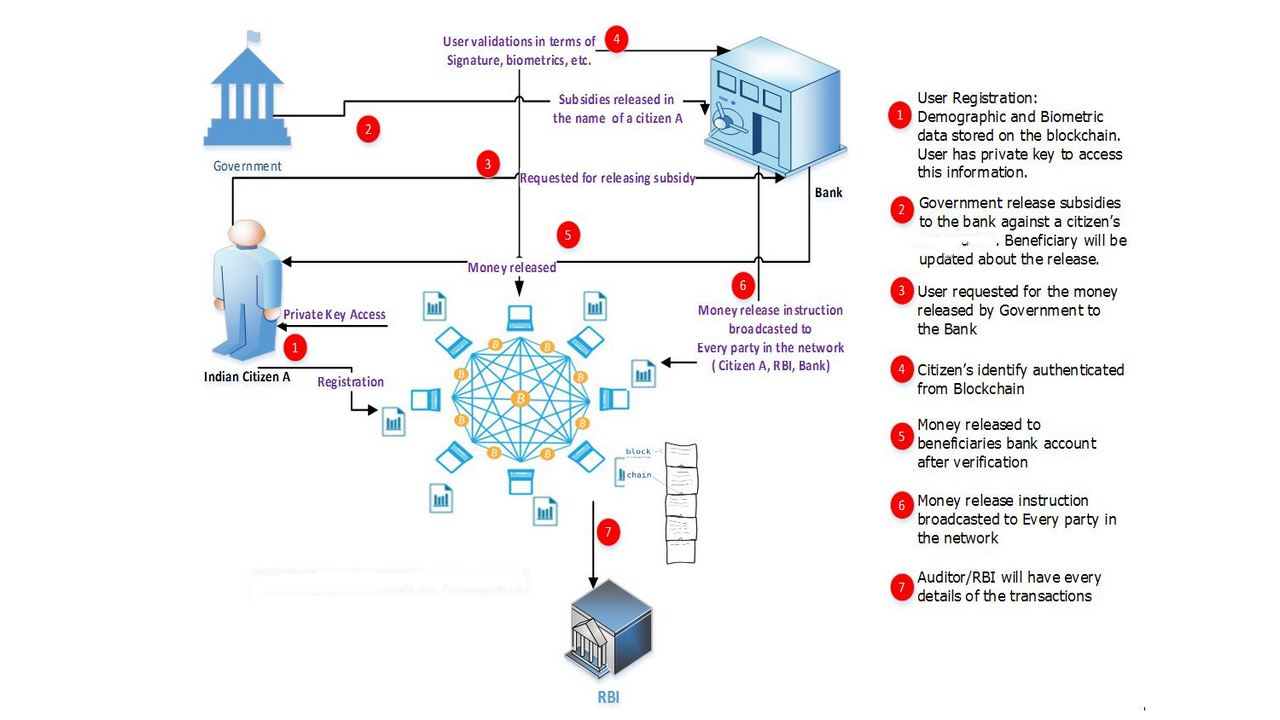 User validations in terms of
Signature, biometrics, etc.
4
Subsidies released in
the name of a citizen A
2
Government
3
Requested for releasing subsidy
Bank
5
Money released
6
Money release instruction
broadcasted to
Every party in the network
( Citizen A, RBI, Bank)
Private Key Access
1
Indian Citizen A
Registration
block
chain
7
RBI
1
User Registration:
Demographic and Biometric
data stored on the blockchain.
User has private key to access
this information.
2
Government release subsidies
to the bank against a citizen's
. Beneficiary will be
updated about the release.
3
User requested for the money
released by Government to
the Bank
4
Citizen's identify authenticated
from Blockchain
5
Money released to
beneficiaries bank account
after verification
6
Money release instruction
broadcasted to Every party in
the network
7
Auditor/RBI will have every
details of the transactions